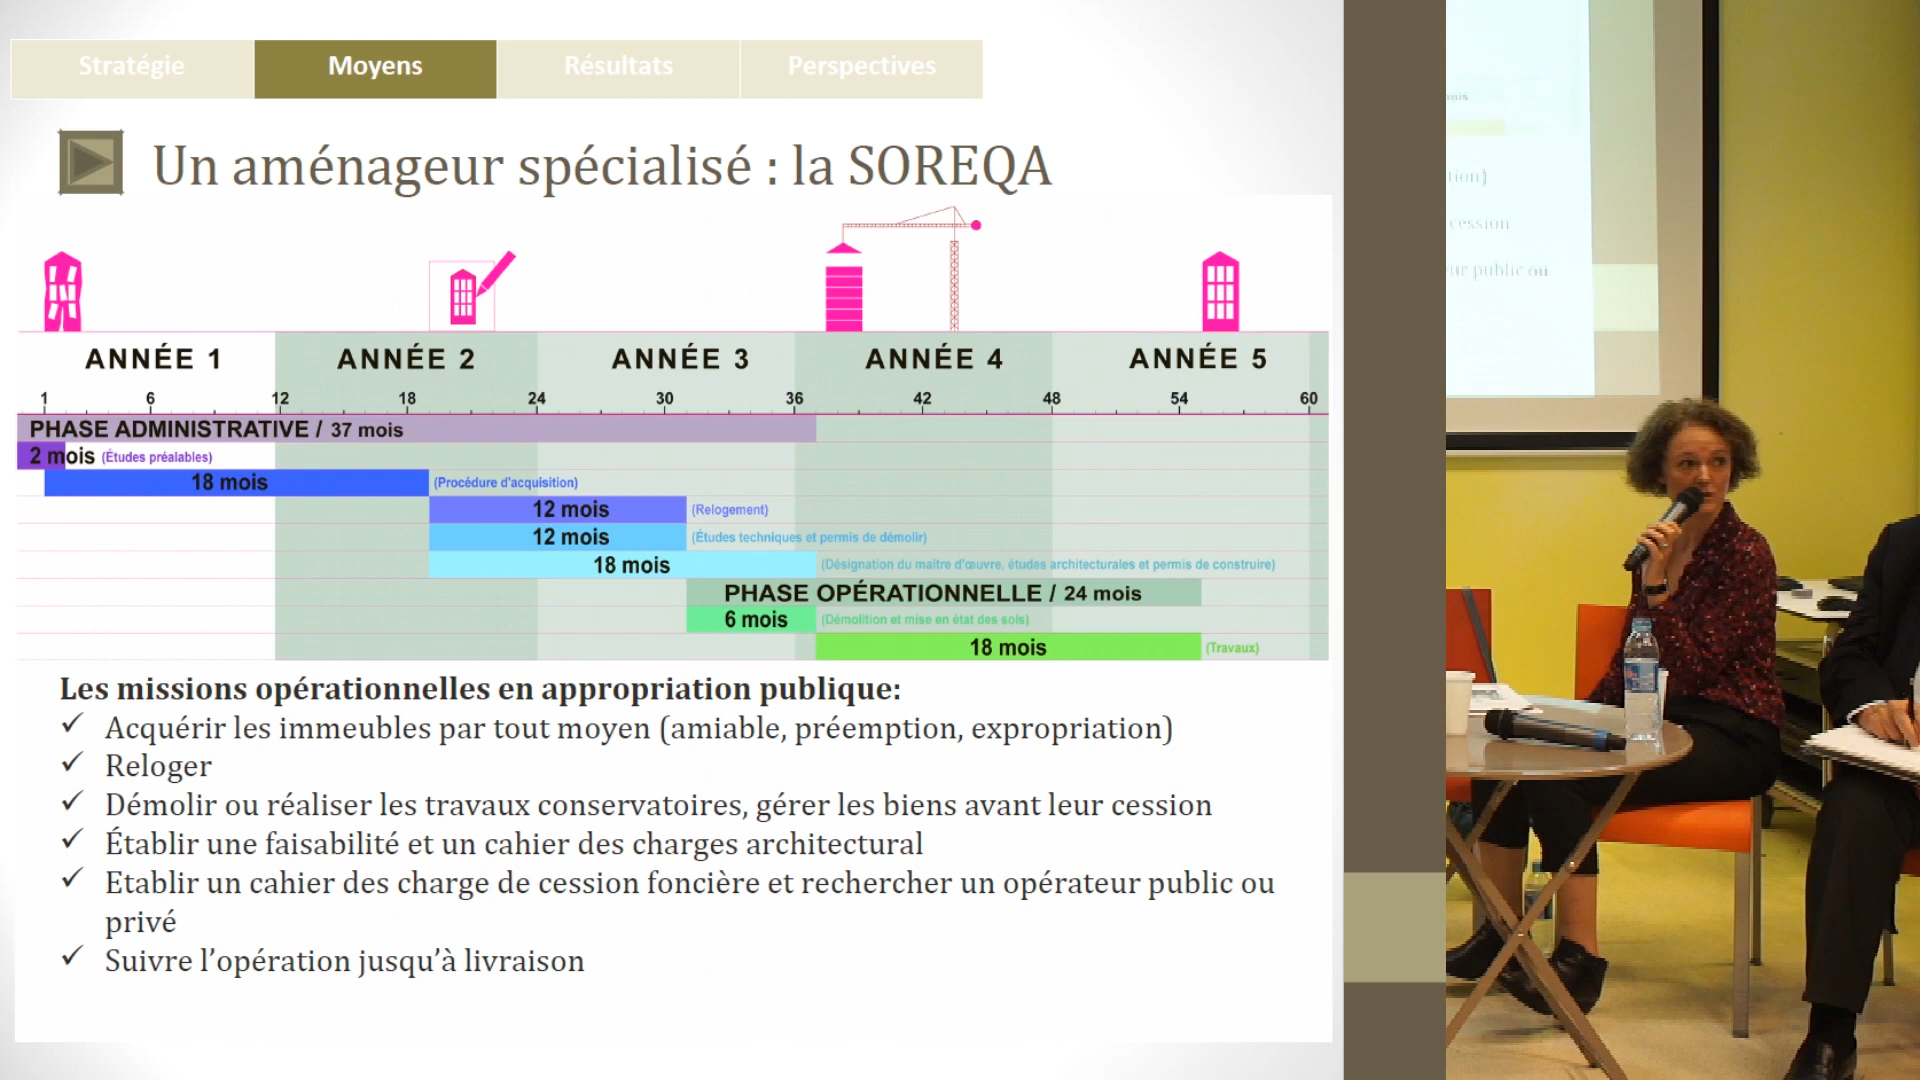 Stratégie Moyens Résultats Perspectives
Un aménageur spécialisé : la SOREQA
ANNÉE 1 ANNÉE 2 ANNÉE 3 ANNÉE 4 ANNÉE 5
1 6 12 18 24 30 36 42 48 54 60
PHASE ADMINISTRATIVE / 37 mois
2 mois (Études préalables)
18 mois (Procédure d'acquisition)
12 mois (Relogement)
12 mois (Études techniques et permis de démolir)
18 mois (Désignation du maître d'œuvre, études architecturales et permis de construire)
PHASE OPÉRATIONNELLE / 24 mois
6 mois (Démolition et mise en état des sols)
18 mois (Travaux)
Les missions opérationnelles en appropriation publique:
✓ Acquérir les immeubles par tout moyen (amiable, préemption, expropriation)
✓ Reloger
✓ Démolir ou réaliser les travaux conservatoires, gérer les biens avant leur cession
✓ Établir une faisabilité et un cahier des charges architectural
✓ Etablir un cahier des charge de cession foncière et rechercher un opérateur public ou
privé
✓ Suivre l'opération jusqu'à livraison
cession
public ou